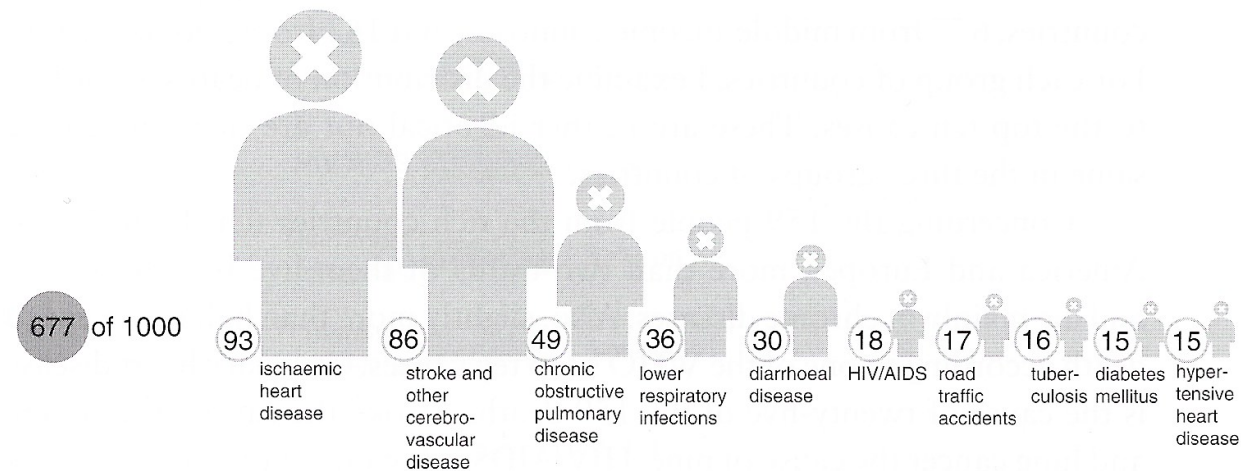 677 of 1000
93
ischaemic
heart
disease
86
stroke and
other
cerebro-
vascular
disease
49
chronic
obstructive
pulmonary
disease
36
lower
respiratory
infections
30
diarrhoeal
disease
18
HIV/AIDS
17
road
traffic
accidents
16
tuber-
culosis
15
diabetes
mellitus
15
hyper-
tensive
heart
disease